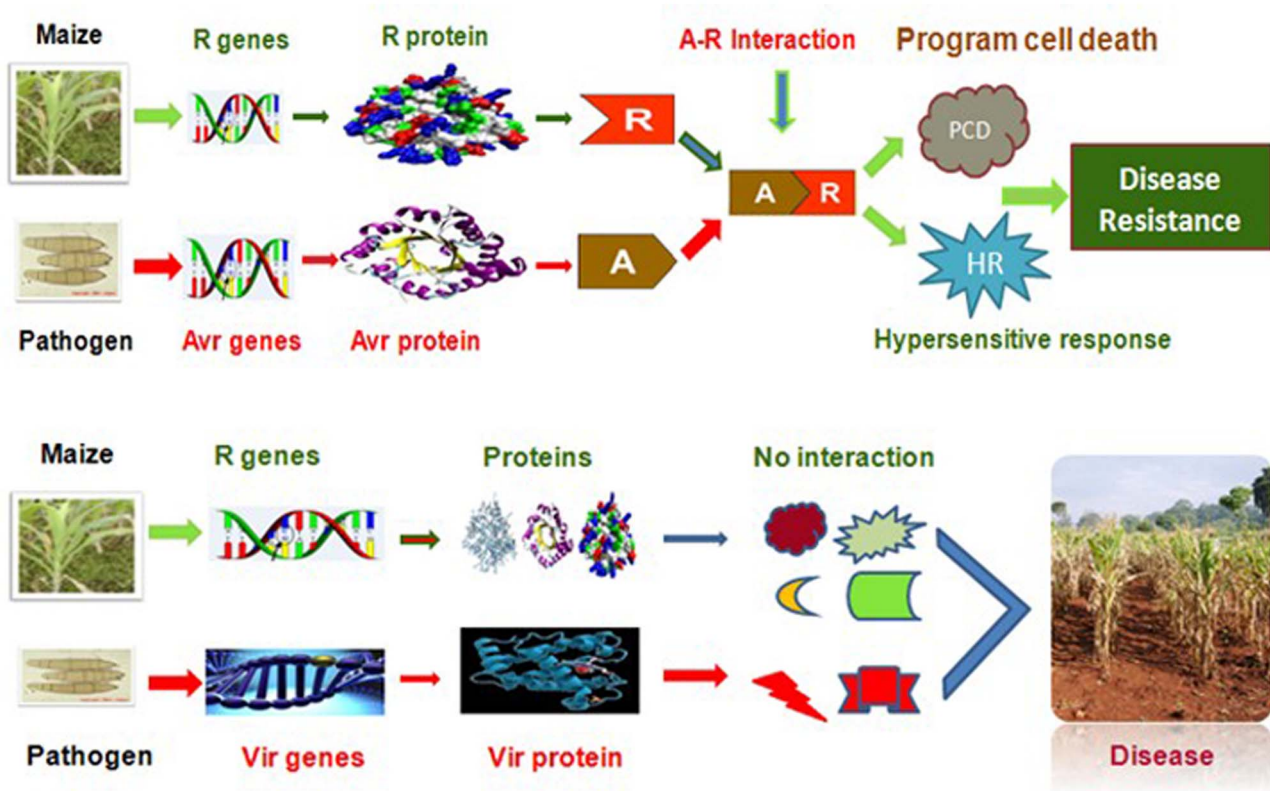 Maize
R genes
R protein
A-R Interaction
Program cell death
R
PCD
A R
Disease
Resistance
A
HR
Pathogen
Avr genes
Avr protein
Hypersensitive response
Maize
R genes
Proteins
No interaction
Pathogen
Vir genes
Vir protein
Disease